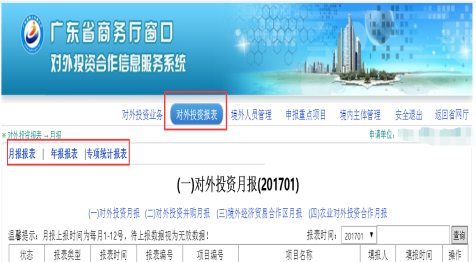 广东省商务厅窗口
对外投资合作信息服务系统
对外投资业务 对外投资报表 境外人员管理 申报重点项目 境内主体管理 安全退出 返回省网厅
对外投资报表 → 月报 申请单位:
月报报表 | 年报报表 |专项统计报表
(一)对外投资月报(201701)
(一)对外投资月报 (二)对外投资并购月报 (三)境外经济贸易合作区月报 (四)农业对外投资合作月报
温馨提示: 月报上报时间为每月1-12号, 待上报数据视为无效数据! 报表时间: 201701 查询
状态 报表类型 报表时间 报表编号 项目编号 项目名称 填报人 填报时间 操作